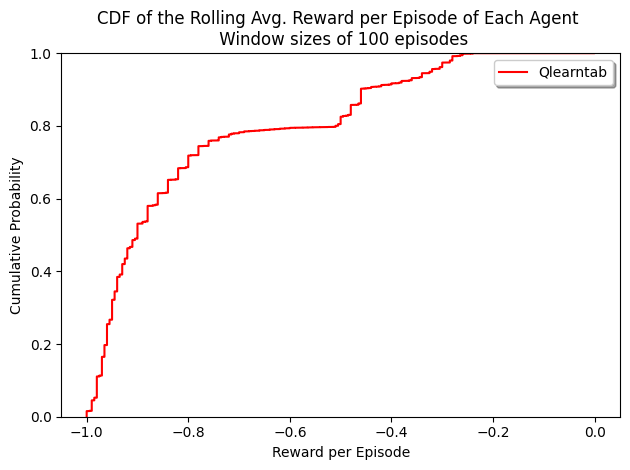 CDF of the Rolling Avg. Reward per Episode of Each Agent
Window sizes of 100 episodes
Qlearntab
Cumulative Probability
1.0
0.8
0.6
0.4
0.2
0.0
−1.0 −0.8 −0.6 −0.4 −0.2 0.0
Reward per Episode